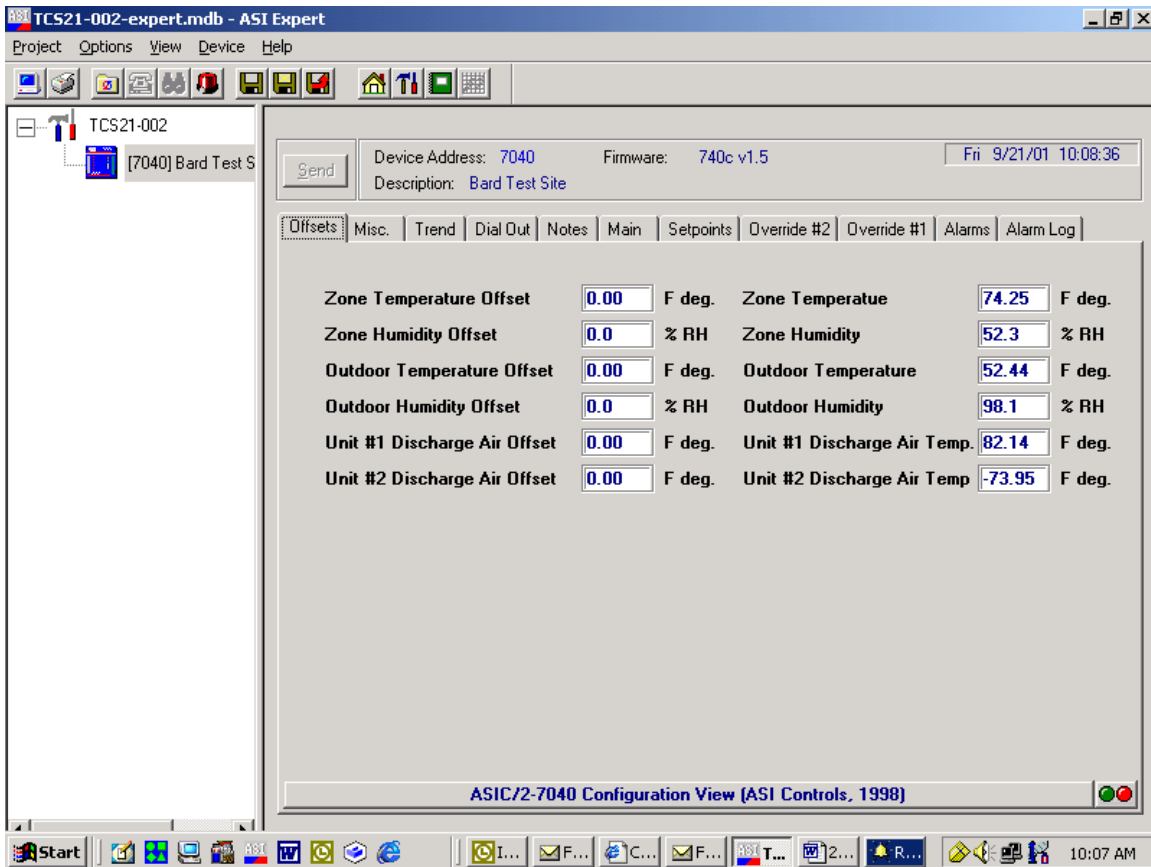 TCS21-002-expert.mdb - ASI Expert
Project Options View Device Help
TCS21-002
[7040] Bard Test S
Send
Device Address: 7040 Firmware: 740c v1.5 Fri 9/21/01 10:08:36
Description: Bard Test Site
Offsets Misc. Trend Dial Out Notes Main Setpoints Override #2 Override #1 Alarms Alarm Log
Zone Temperature Offset 0.00 F deg. Zone Temperatue 74.25 F deg.
Zone Humidity Offset 0.0 % RH Zone Humidity 52.3 % RH
Outdoor Temperature Offset 0.00 F deg. Outdoor Temperature 52.44 F deg.
Outdoor Humidity Offset 0.0 % RH Outdoor Humidity 98.1 % RH
Unit #1 Discharge Air Offset 0.00 F deg. Unit #1 Discharge Air Temp. 82.14 F deg.
Unit #2 Discharge Air Offset 0.00 F deg. Unit #2 Discharge Air Temp -73.95 F deg.
ASIC/2-7040 Configuration View (ASI Controls, 1998)
Start ASI W I... F... C... F... ASI T... 2... R... 10:07 AM